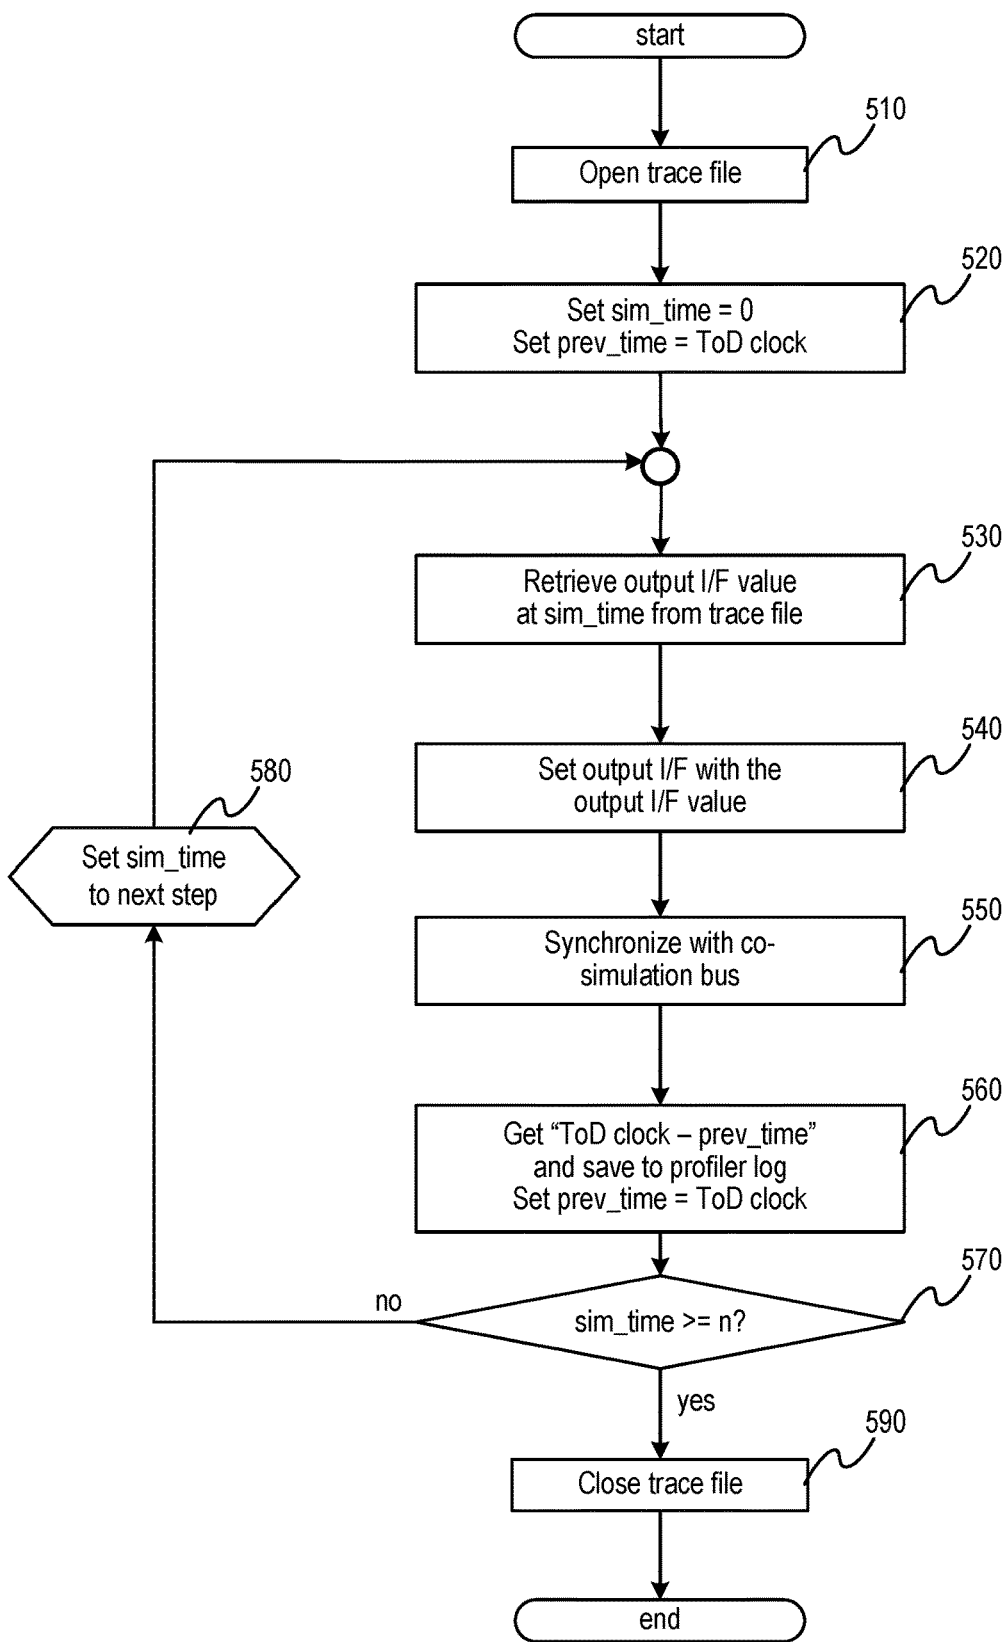 start
510
Open trace file
520
Set sim_time = 0
Set prev_time = ToD clock
530
Retrieve output I/F value
at sim_time from trace file
540
Set output I/F with the
output I/F value
580
Set sim_time
to next step
550
Synchronize with co-
simulation bus
560
Get “ToD clock – prev_time”
and save to profiler log
Set prev_time = ToD clock
570
no
sim_time >= n?
yes
590
Close trace file
end